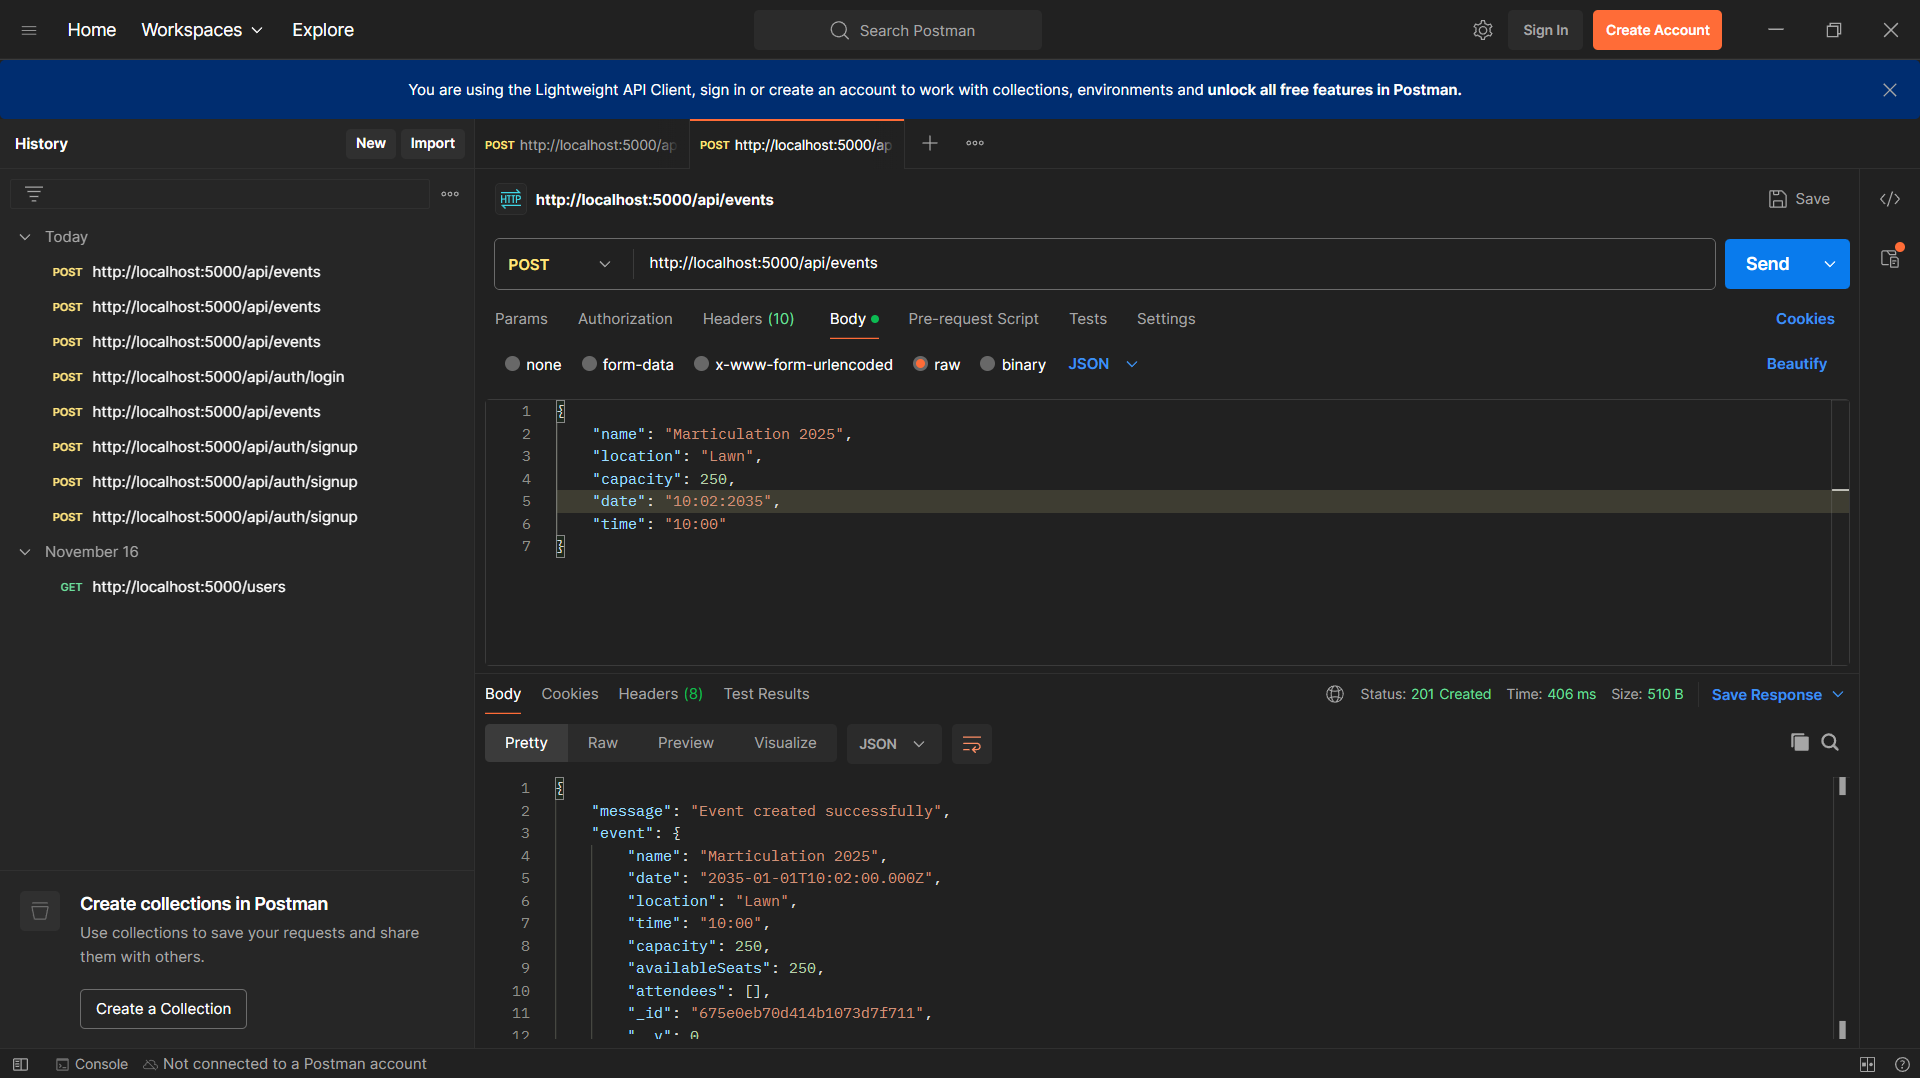 Home Workspaces Explore
Search Postman
Sign In Create Account
You are using the Lightweight API Client, sign in or create an account to work with collections, environments and unlock all free features in Postman.
History New Import
Today
POST http://localhost:5000/api/events
POST http://localhost:5000/api/events
POST http://localhost:5000/api/events
POST http://localhost:5000/api/auth/login
POST http://localhost:5000/api/events
POST http://localhost:5000/api/auth/signup
POST http://localhost:5000/api/auth/signup
POST http://localhost:5000/api/auth/signup
November 16
GET http://localhost:5000/users
Create collections in Postman
Use collections to save your requests and share
them with others.
Create a Collection
POST http://localhost:5000/ap POST http://localhost:5000/ap
HTTP http://localhost:5000/api/events Save
POST http://localhost:5000/api/events Send
Params Authorization Headers (10) Body Pre-request Script Tests Settings Cookies
none form-data x-www-form-urlencoded raw binary JSON Beautify
1 {
2 "name": "Marticulation 2025",
3 "location": "Lawn",
4 "capacity": 250,
5 "date": "10:02:2035",
6 "time": "10:00"
7 }
Body Cookies Headers (8) Test Results Status: 201 Created Time: 406 ms Size: 510 B Save Response
Pretty Raw Preview Visualize JSON
1 {
2 "message": "Event created successfully",
3 "event": {
4 "name": "Marticulation 2025",
5 "date": "2035-01-01T10:02:00.000Z",
6 "location": "Lawn",
7 "time": "10:00",
8 "capacity": 250,
9 "availableSeats": 250,
10 "attendees": [],
11 "_id": "675e0eb70d414b1073d7f711",
12 "__v": 0
Console Not connected to a Postman account